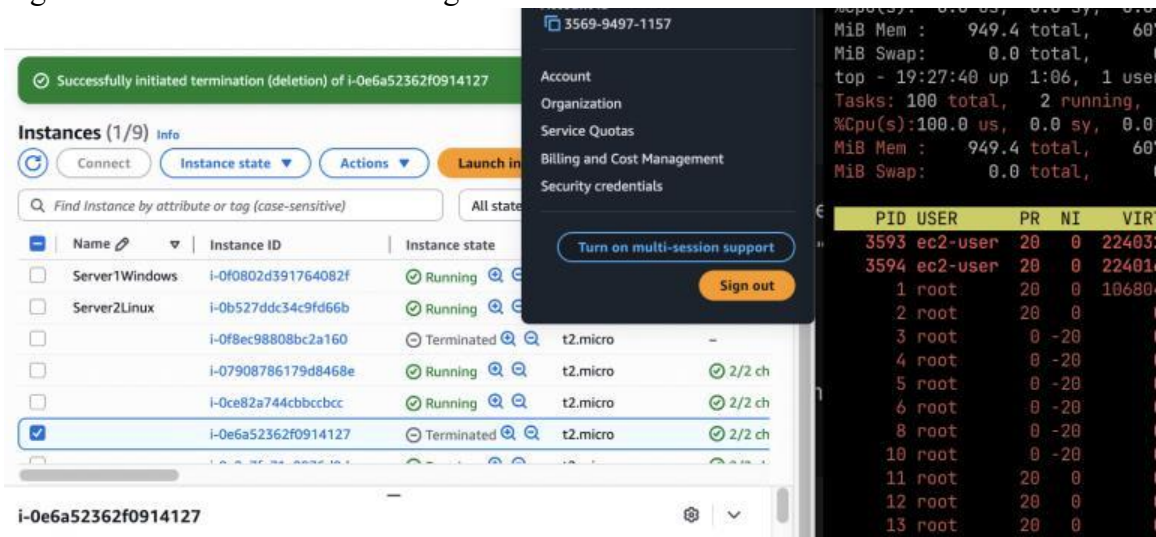 3569-9497-1157
Account
Organization
Service Quotas
Billing and Cost Management
Security credentials
Turn on multi-session support
Sign out
Successfully initiated termination (deletion) of i-0e6a52362f0914127
Instances (1/9) Info
Connect Instance state Actions Launch in
Find Instance by attribute or tag (case-sensitive) All state
Name Instance ID Instance state
Server1Windows i-0f0802d391764082f Running
Server2Linux i-0b527ddc34c9fd66b Running
i-0f8ec98808bc2a160 Terminated t2.micro –
i-07908786179d8468e Running t2.micro 2/2 ch
i-0ce82a744cbbccbcc Running t2.micro 2/2 ch
i-0e6a52362f0914127 Terminated t2.micro 2/2 ch
i-0e6a52362f0914127
MiB Mem : 949.4 total, 60
MiB Swap: 0.0 total,
top - 19:27:40 up 1:06, 1 user
Tasks: 100 total, 2 running,
%Cpu(s):100.0 us, 0.0 sy, 0.0
MiB Mem : 949.4 total, 60
MiB Swap: 0.0 total,
PID USER PR NI VIRT
3593 ec2-user 20 0 22403
3594 ec2-user 20 0 22401
1 root 20 0 10680
2 root 20 0
3 root 0 -20
4 root 0 -20
5 root 0 -20
6 root 0 -20
8 root 0 -20
10 root 0 -20
11 root 20 0
12 root 20 0
13 root 20 0